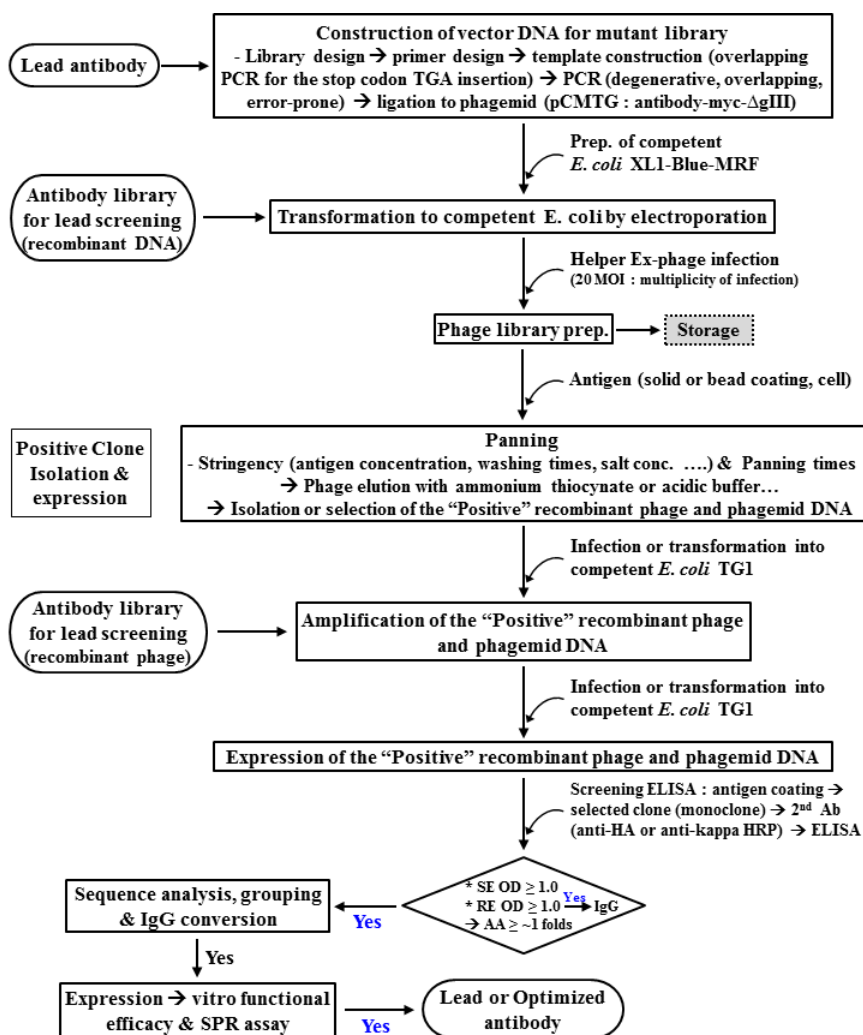 Construction of vector DNA for mutant library
- Library design → primer design → template construction (overlapping
PCR for the stop codon TGA insertion) → PCR (degenerative, overlapping,
error-prone) → ligation to phagemid (pCMTG : antibody-myc-ΔgIII)
Lead antibody
Prep. of competent
E. coli XL1-Blue-MRF
Antibody library
for lead screening
(recombinant DNA)
Transformation to competent E. coli by electroporation
Helper Ex-phage infection
(20 MOI : multiplicity of infection)
Phage library prep.
Storage
Antigen (solid or bead coating, cell)
Positive Clone
Isolation &
expression
Panning
- Stringency (antigen concentration, washing times, salt conc. ….) & Panning times
→ Phage elution with ammonium thiocynate or acidic buffer…
→ Isolation or selection of the “Positive” recombinant phage and phagemid DNA
Infection or transformation into
competent E. coli TG1
Antibody library
for lead screening
(recombinant phage)
Amplification of the “Positive” recombinant phage
and phagemid DNA
Infection or transformation into
competent E. coli TG1
Expression of the “Positive” recombinant phage and phagemid DNA
Screening ELISA : antigen coating →
selected clone (monoclone) → 2nd Ab
(anti-HA or anti-kappa HRP) → ELISA
* SE OD ≥ 1.0
* RE OD ≥ 1.0 Yes IgG
→ AA ≥ ~1 folds
Yes
Sequence analysis, grouping
& IgG conversion
Yes
Expression → vitro functional
efficacy & SPR assay
Yes
Lead or Optimized
antibody